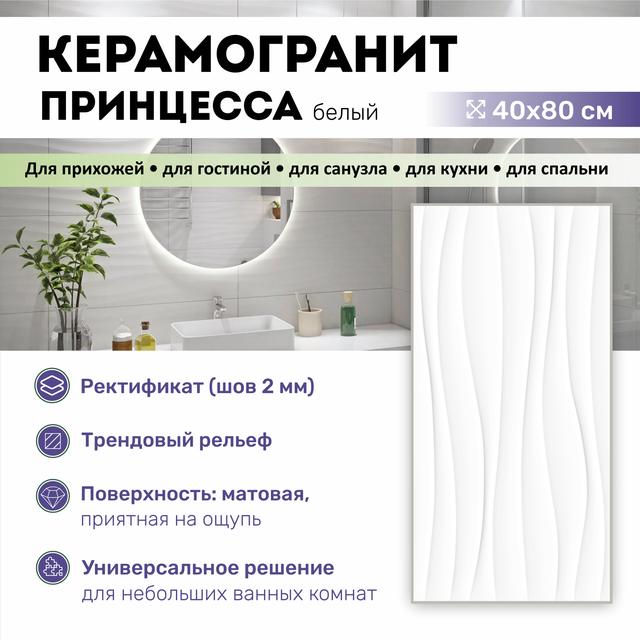 КЕРАМОГРАНИТ
ПРИНЦЕССА белый
40х80 см
Для прихожей • для гостиной • для санузла • для кухни • для спальни
Ректификат (шов 2 мм)
Трендовый рельеф
Поверхность: матовая,
приятная на ощупь
Универсальное решение
для небольших ванных комнат